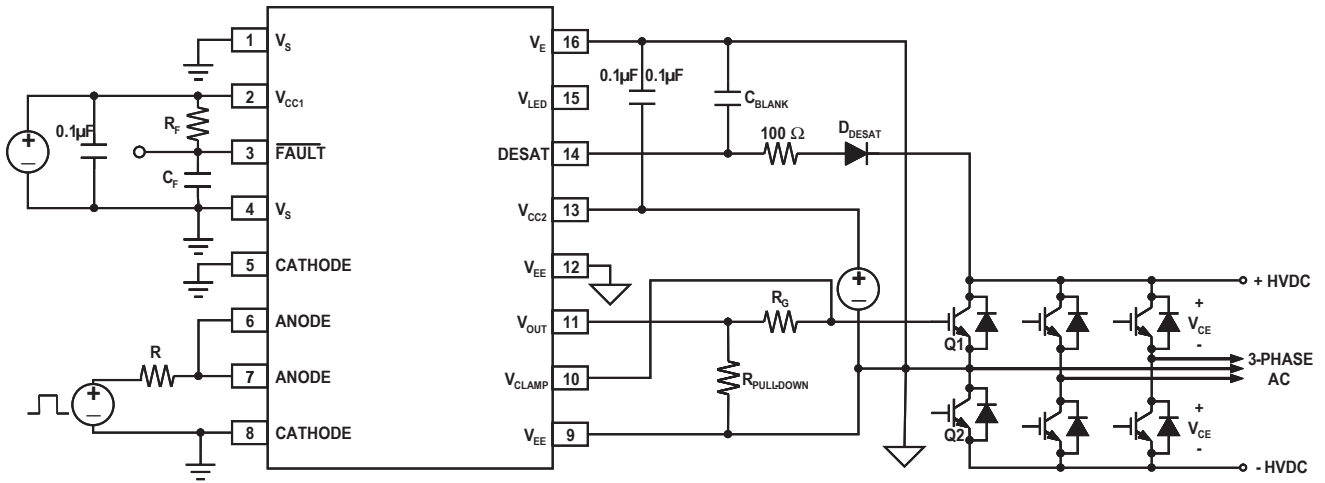 1 V_S
2 V_CC1
3 FAULT
4 V_S
5 CATHODE
6 ANODE
7 ANODE
8 CATHODE
+
–
0.1µF
R_F
C_F
R
+
–
V_E 16
V_LED 15
DESAT 14
V_CC2 13
V_EE 12
V_OUT 11
V_CLAMP 10
V_EE 9
0.1µF 0.1µF
C_BLANK
100 Ω
D_DESAT
+
–
R_G
R_PULL-DOWN
Q1
Q2
+ HVDC
+
V_CE
-
3-PHASE
AC
+
V_CE
-
- HVDC